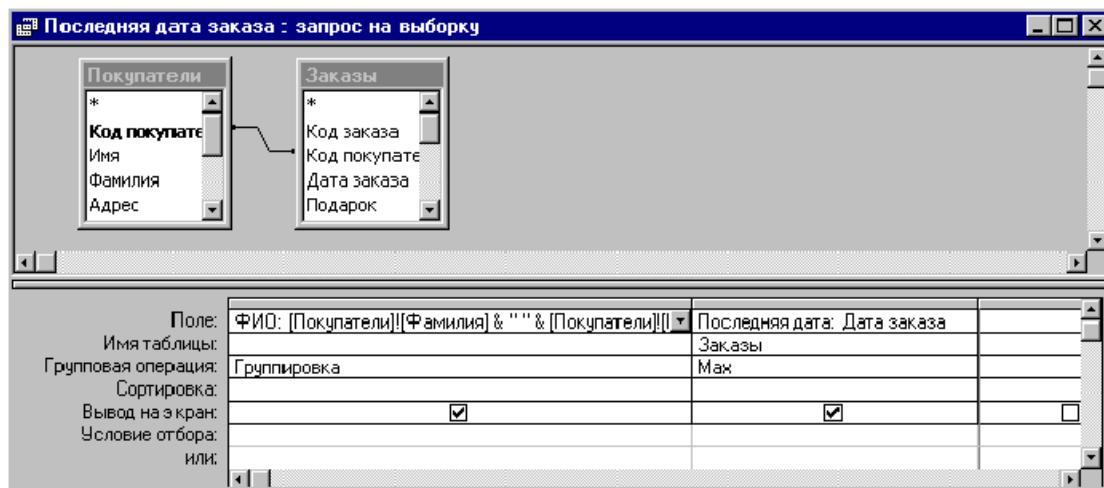 Последняя дата заказа : запрос на выборку
Покупатели
*
Код покупате
Имя
Фамилия
Адрес
Заказы
*
Код заказа
Код покупате
Дата заказа
Подарок
Поле: ФИО: [Покупатели]![Фамилия] & " " & [Покупатели]![I Последняя дата: Дата заказа
Имя таблицы: Заказы
Групповая операция: Группировка Max
Сортировка:
Вывод на экран:
Условие отбора:
или: